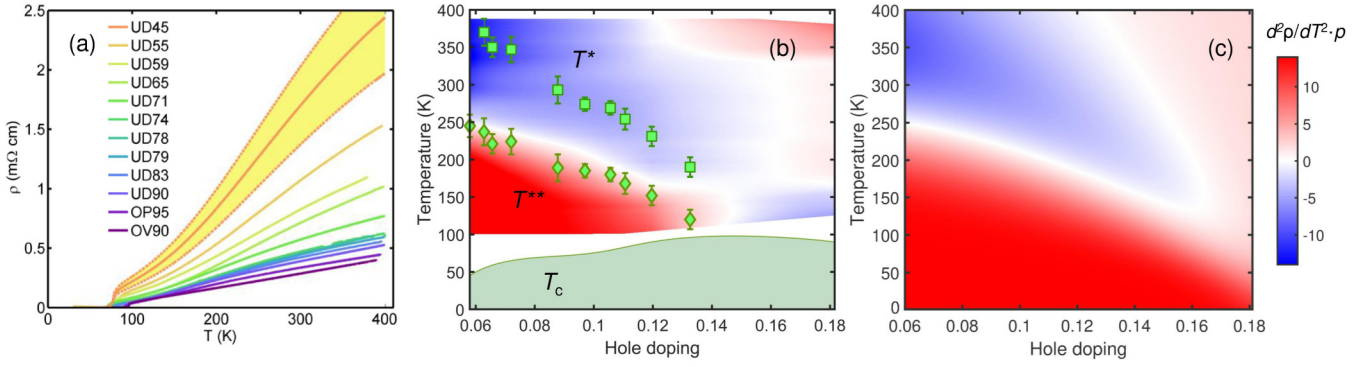 (a)
2.5
2
1.5
1
0.5
0
ρ (mΩ cm)
UD45
UD55
UD59
UD65
UD71
UD74
UD78
UD79
UD83
UD90
OP95
OV90
0 100 200 300 400
T (K)
(b)
400
350
300
250
200
150
100
50
0
Temperature (K)
T*
T**
Tc
0.06 0.08 0.1 0.12 0.14 0.16 0.18
Hole doping
(c)
400
350
300
250
200
150
100
50
0
Temperature (K)
0.06 0.08 0.1 0.12 0.14 0.16 0.18
Hole doping
d²ρ/dT²·p
10
5
0
-5
-10